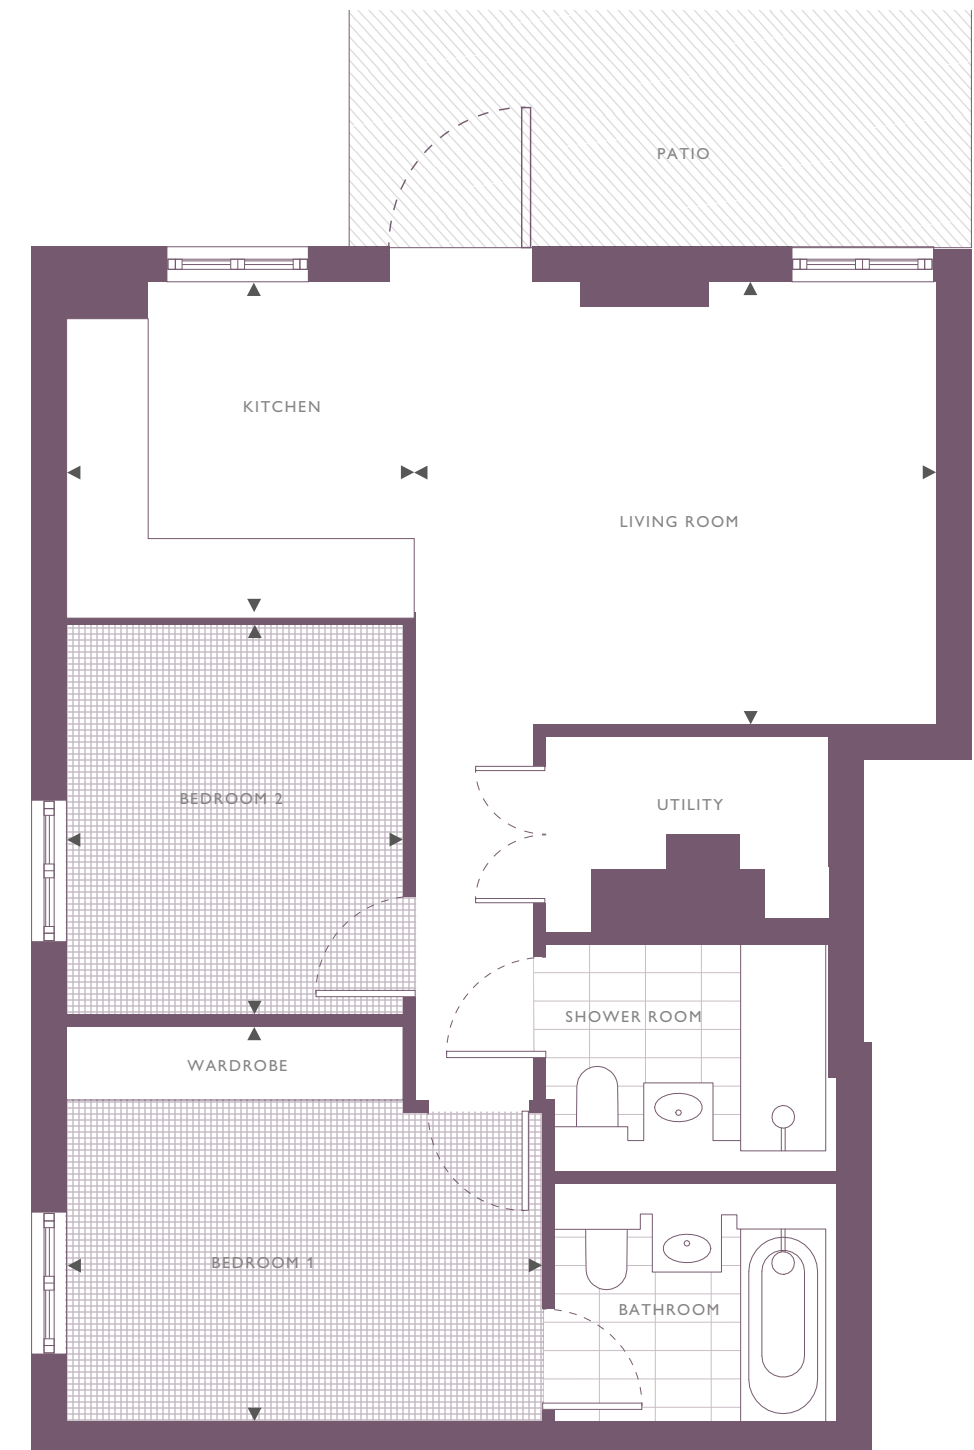 PATIO
KITCHEN
LIVING ROOM
BEDROOM 2
UTILITY
SHOWER ROOM
WARDROBE
BEDROOM 1
BATHROOM